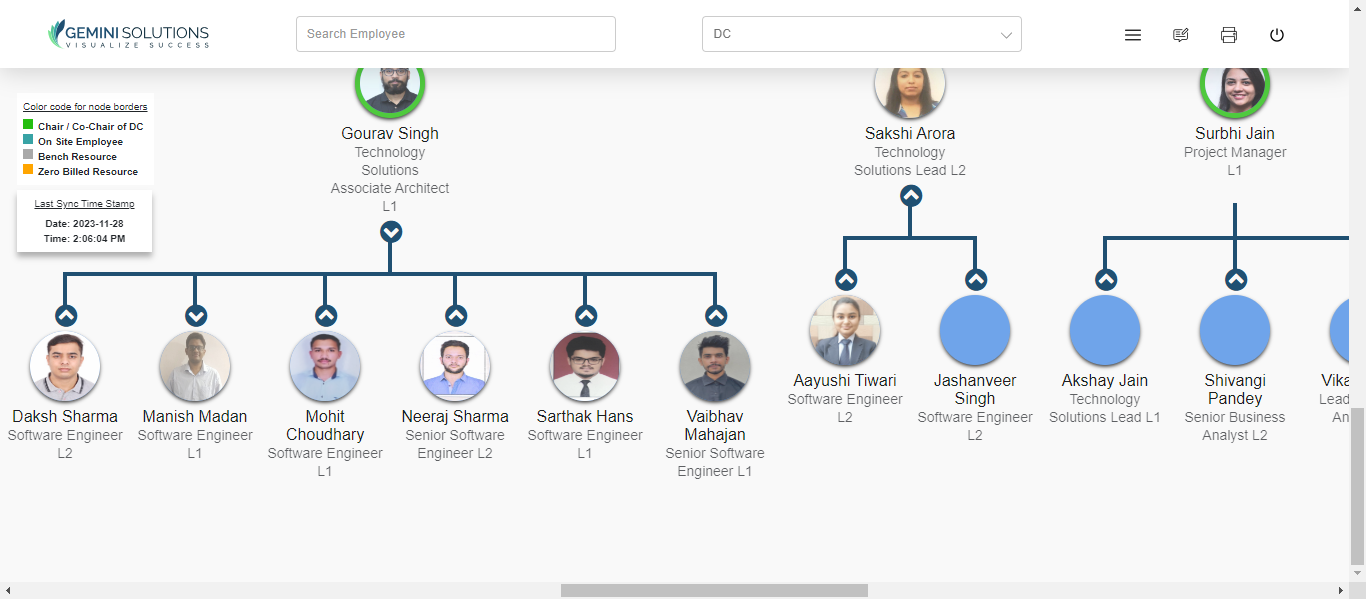 GEMINI SOLUTIONS
VISUALIZE SUCCESS
Search Employee
DC
Color code for node borders
Chair / Co-Chair of DC
On Site Employee
Bench Resource
Zero Billed Resource
Last Sync Time Stamp
Date: 2023-11-28
Time: 2:06:04 PM
Gourav Singh
Technology
Solutions
Associate Architect
L1
Sakshi Arora
Technology
Solutions Lead L2
Surbhi Jain
Project Manager
L1
Daksh Sharma
Software Engineer
L2
Manish Madan
Software Engineer
L1
Mohit
Choudhary
Software Engineer
L1
Neeraj Sharma
Senior Software
Engineer L2
Sarthak Hans
Software Engineer
L1
Vaibhav
Mahajan
Senior Software
Engineer L1
Aayushi Tiwari
Software Engineer
L2
Jashanveer
Singh
Software Engineer
L2
Akshay Jain
Technology
Solutions Lead L1
Shivangi
Pandey
Senior Business
Analyst L2
Vika
Lead
An